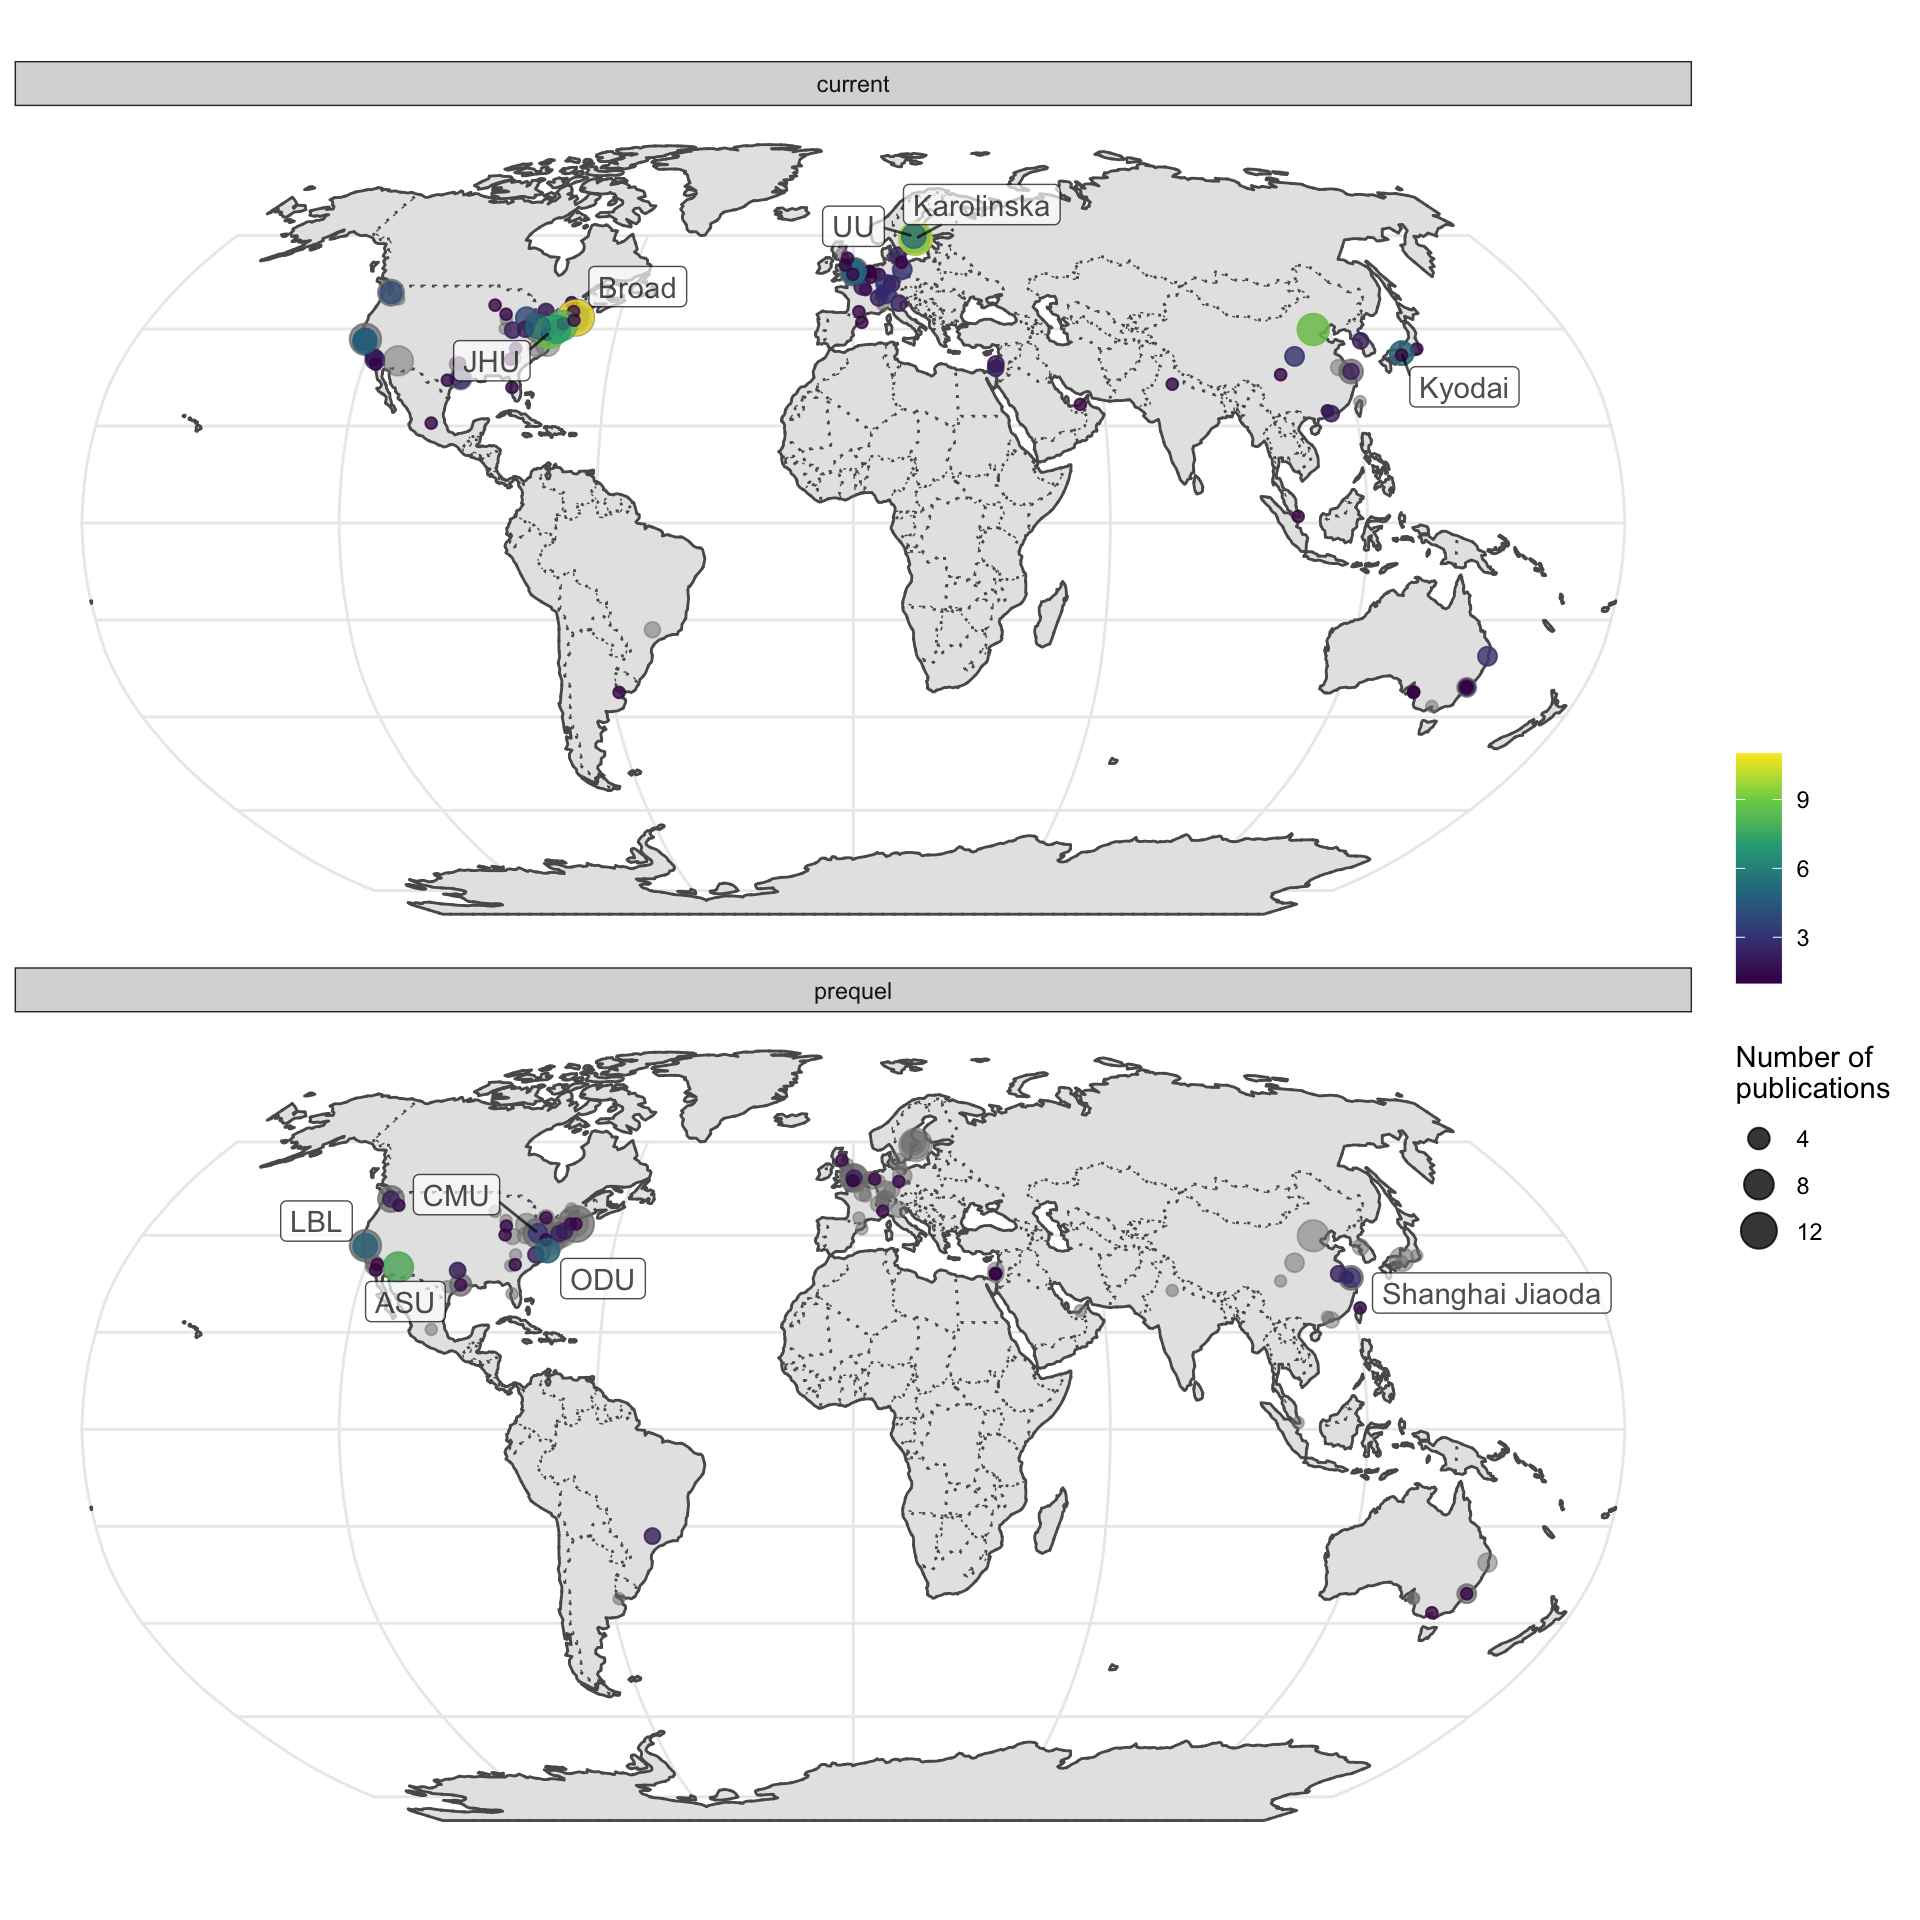 current
Karolinska
UU
Broad
JHU
Kyodai
9
6
3
prequel
Number of
publications
4
8
12
CMU
LBL
ODU
ASU
Shanghai Jiaoda